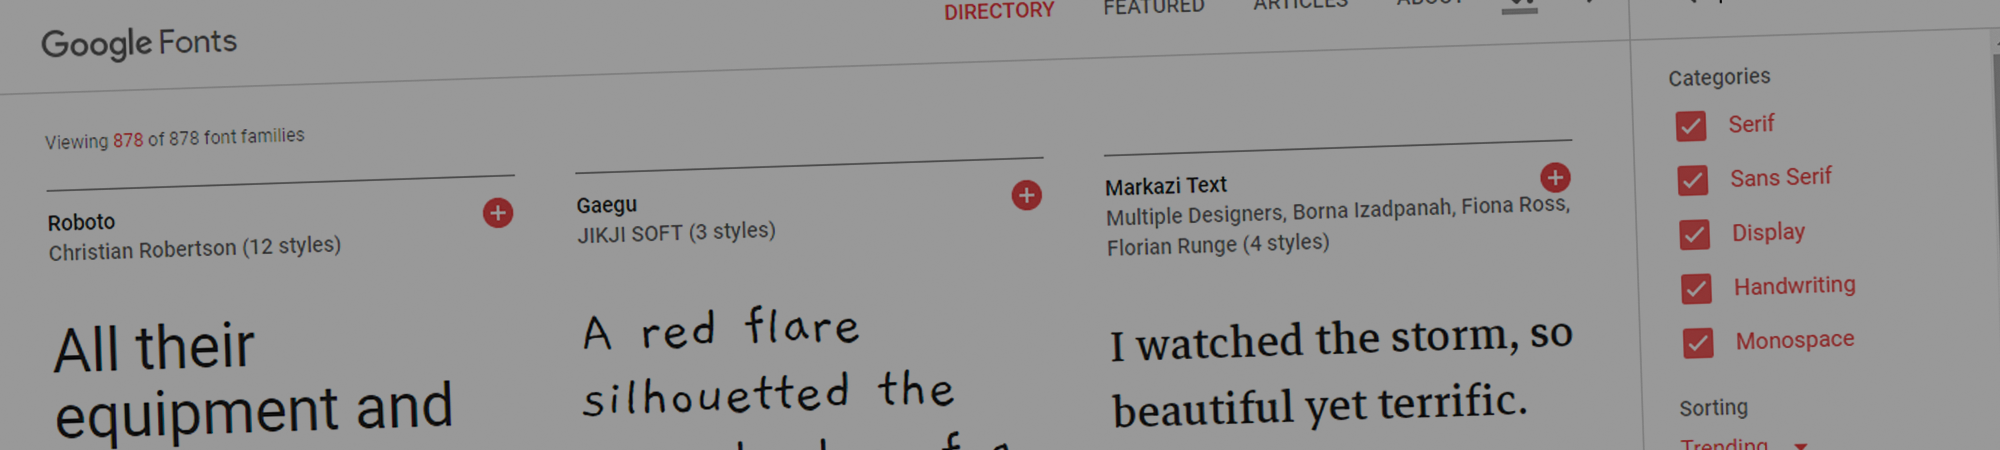 Google Fonts
DIRECTORY FEATURED ARTICLES ABOUT
Viewing 878 of 878 font families
Roboto
Christian Robertson (12 styles)
All their
equipment and
Gaegu
JIKJI SOFT (3 styles)
A red flare
silhouetted the
Markazi Text
Multiple Designers, Borna Izadpanah, Fiona Ross,
Florian Runge (4 styles)
I watched the storm, so
beautiful yet terrific.
Categories
Serif
Sans Serif
Display
Handwriting
Monospace
Sorting
Trending